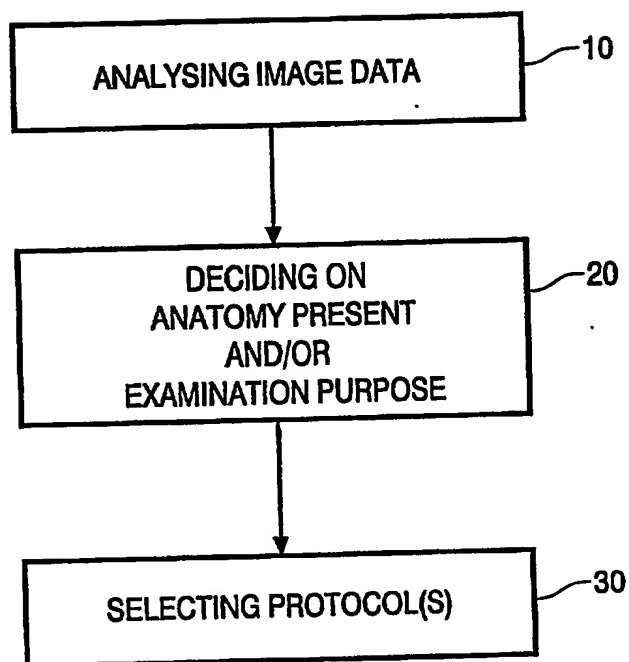 ANALYSING IMAGE DATA
10
DECIDING ON
ANATOMY PRESENT
AND/OR
EXAMINATION PURPOSE
20
SELECTING PROTOCOL(S)
30